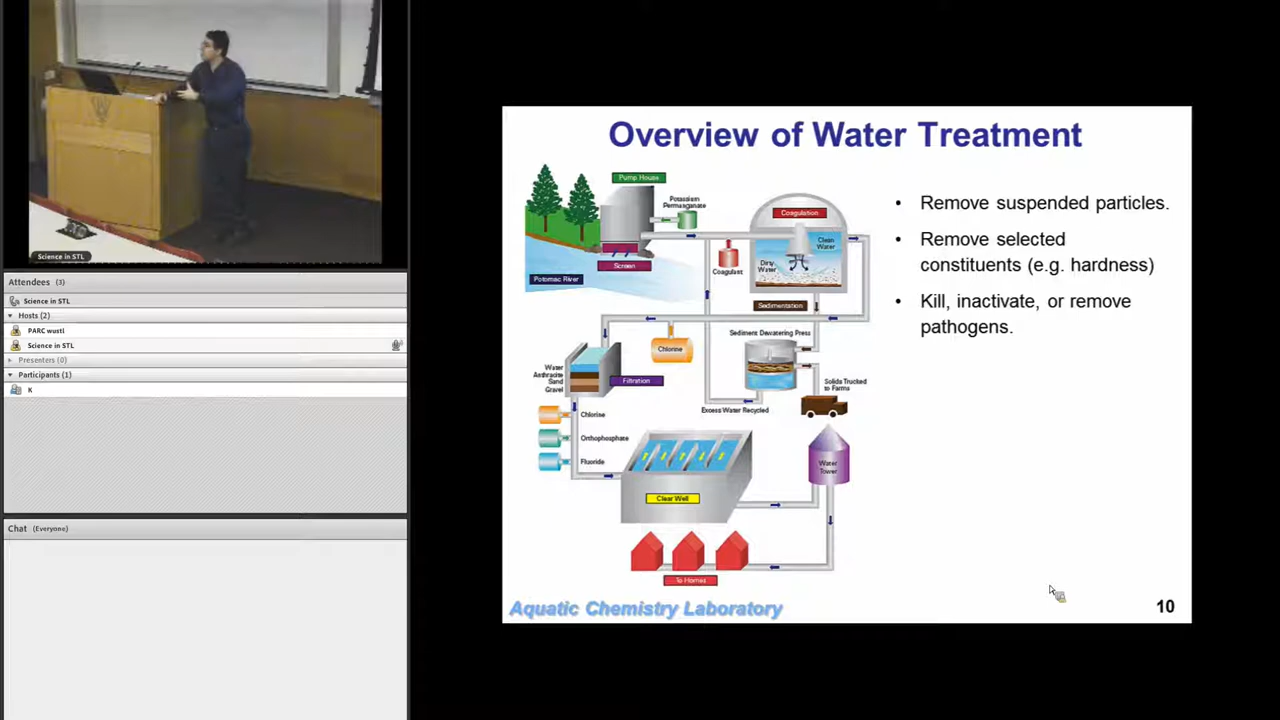 Science in STL
Attendees (3)
Science in STL
Hosts (2)
PARC wustl
Science in STL
Presenters (0)
Participants (1)
K
Chat (Everyone)
Overview of Water Treatment
Pump House
Potassium
Permanganate
Coagulation
Clean
Water
Screen
Dirty
Water
Coagulant
Potomac River
Sedimentation
Sediment Dewatering Press
Chlorine
Water
Anthracite
Sand
Gravel
Filtration
Solids Trucked
to Farms
Excess Water Recycled
Chlorine
Orthophosphate
Fluoride
Water
Tower
Clear Well
To Homes
• Remove suspended particles.
• Remove selected
constituents (e.g. hardness)
• Kill, inactivate, or remove
pathogens.
Aquatic Chemistry Laboratory
10